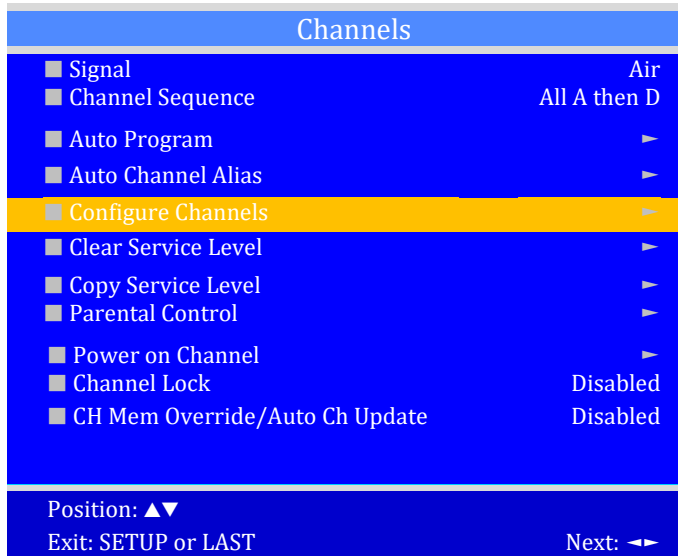 Channels
■ Signal Air
■ Channel Sequence All A then D
■ Auto Program ►
■ Auto Channel Alias ►
■ Configure Channels ►
■ Clear Service Level ►
■ Copy Service Level ►
■ Parental Control ►
■ Power on Channel ►
■ Channel Lock Disabled
■ CH Mem Override/Auto Ch Update Disabled
Position: ▲▼
Exit: SETUP or LAST Next: ◄►